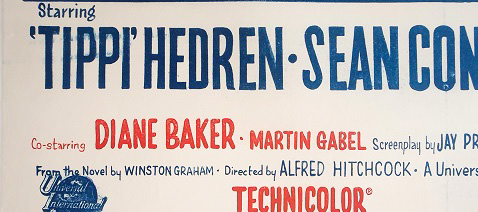 Starring
'TIPPI' HEDREN · SEAN CON
Co-starring DIANE BAKER · MARTIN GABEL Screenplay by JAY PR
From the Novel by WINSTON GRAHAM · Directed by ALFRED HITCHCOCK · A Univers
Universal
International
TECHNICOLOR®